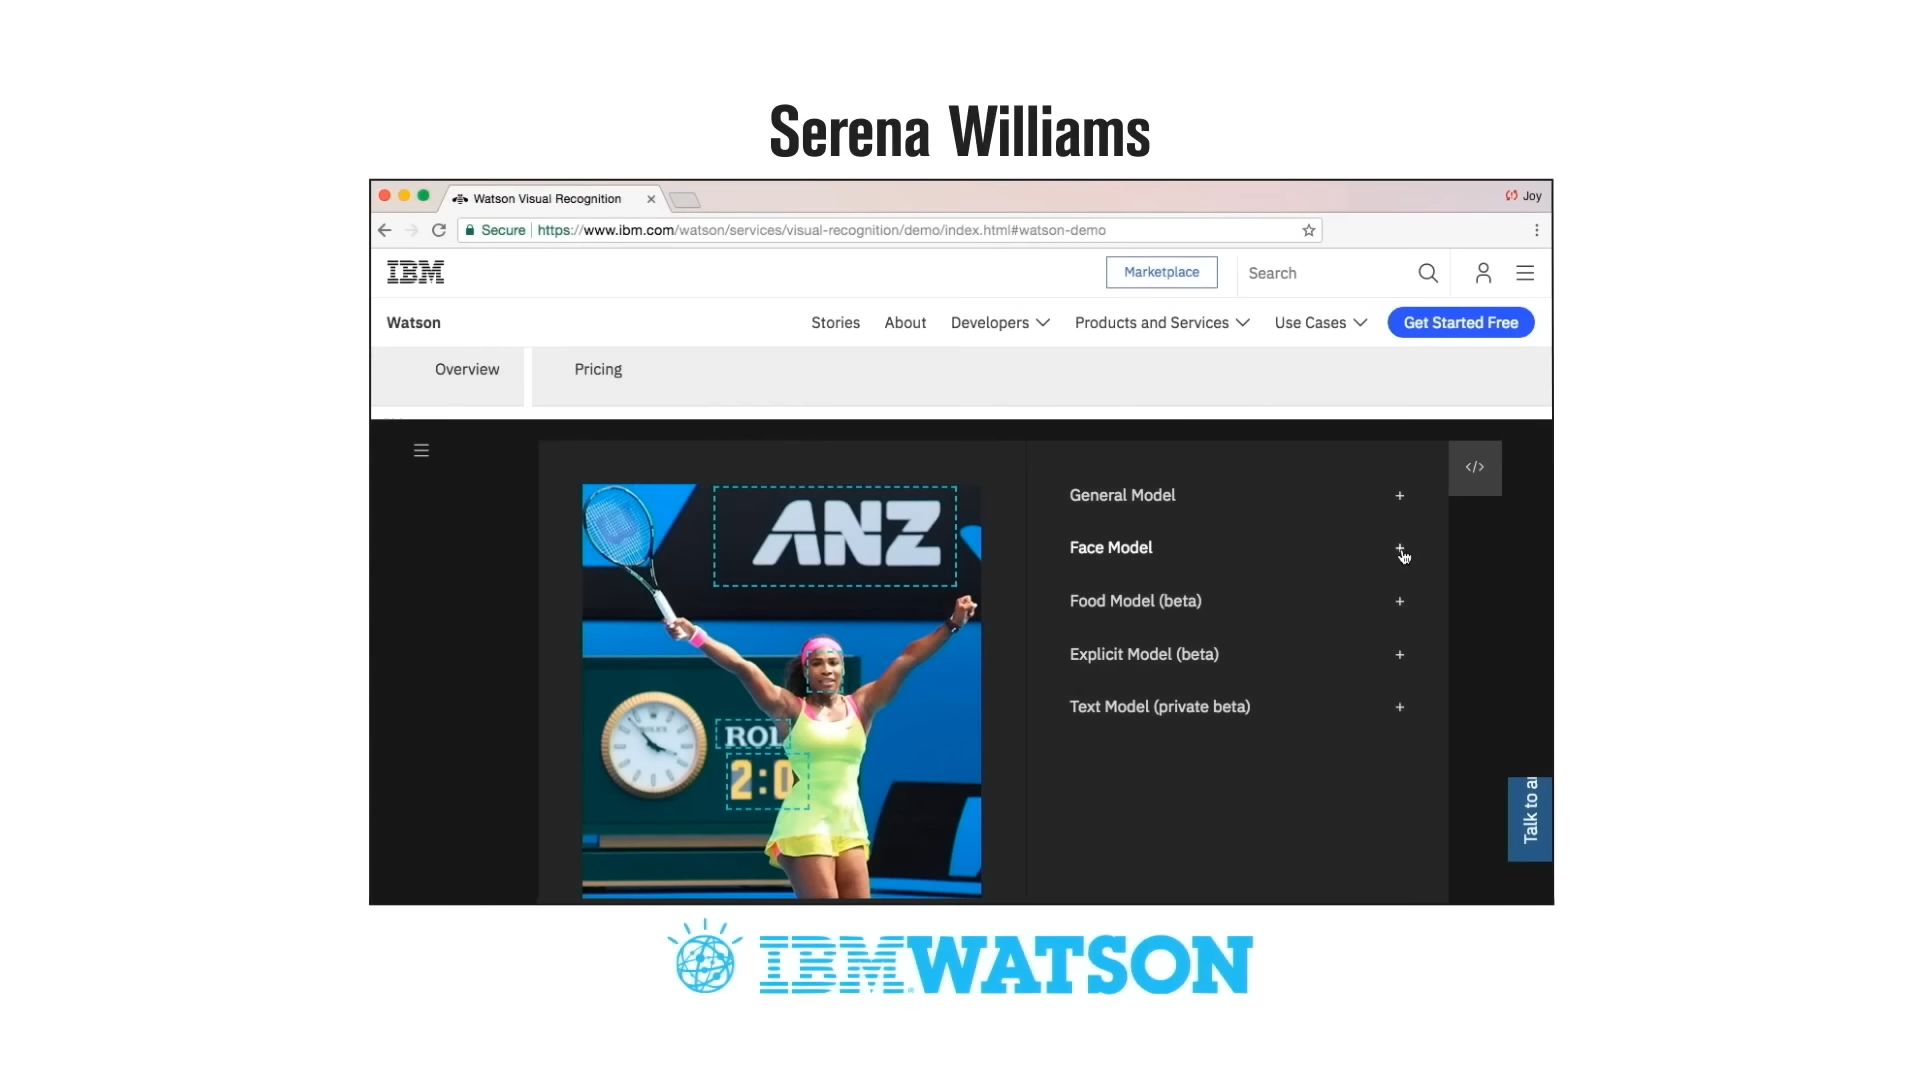 Serena Williams
Watson Visual Recognition
Joy
Secure https://www.ibm.com/watson/services/visual-recognition/demo/index.html#watson-demo
IBM
Marketplace
Search
Watson
Stories
About
Developers
Products and Services
Use Cases
Get Started Free
Overview
Pricing
ANZ
ROLEX
ROL
2:0
General Model +
Face Model +
Food Model (beta) +
Explicit Model (beta) +
Text Model (private beta) +
</>
Talk to a
IBM WATSON